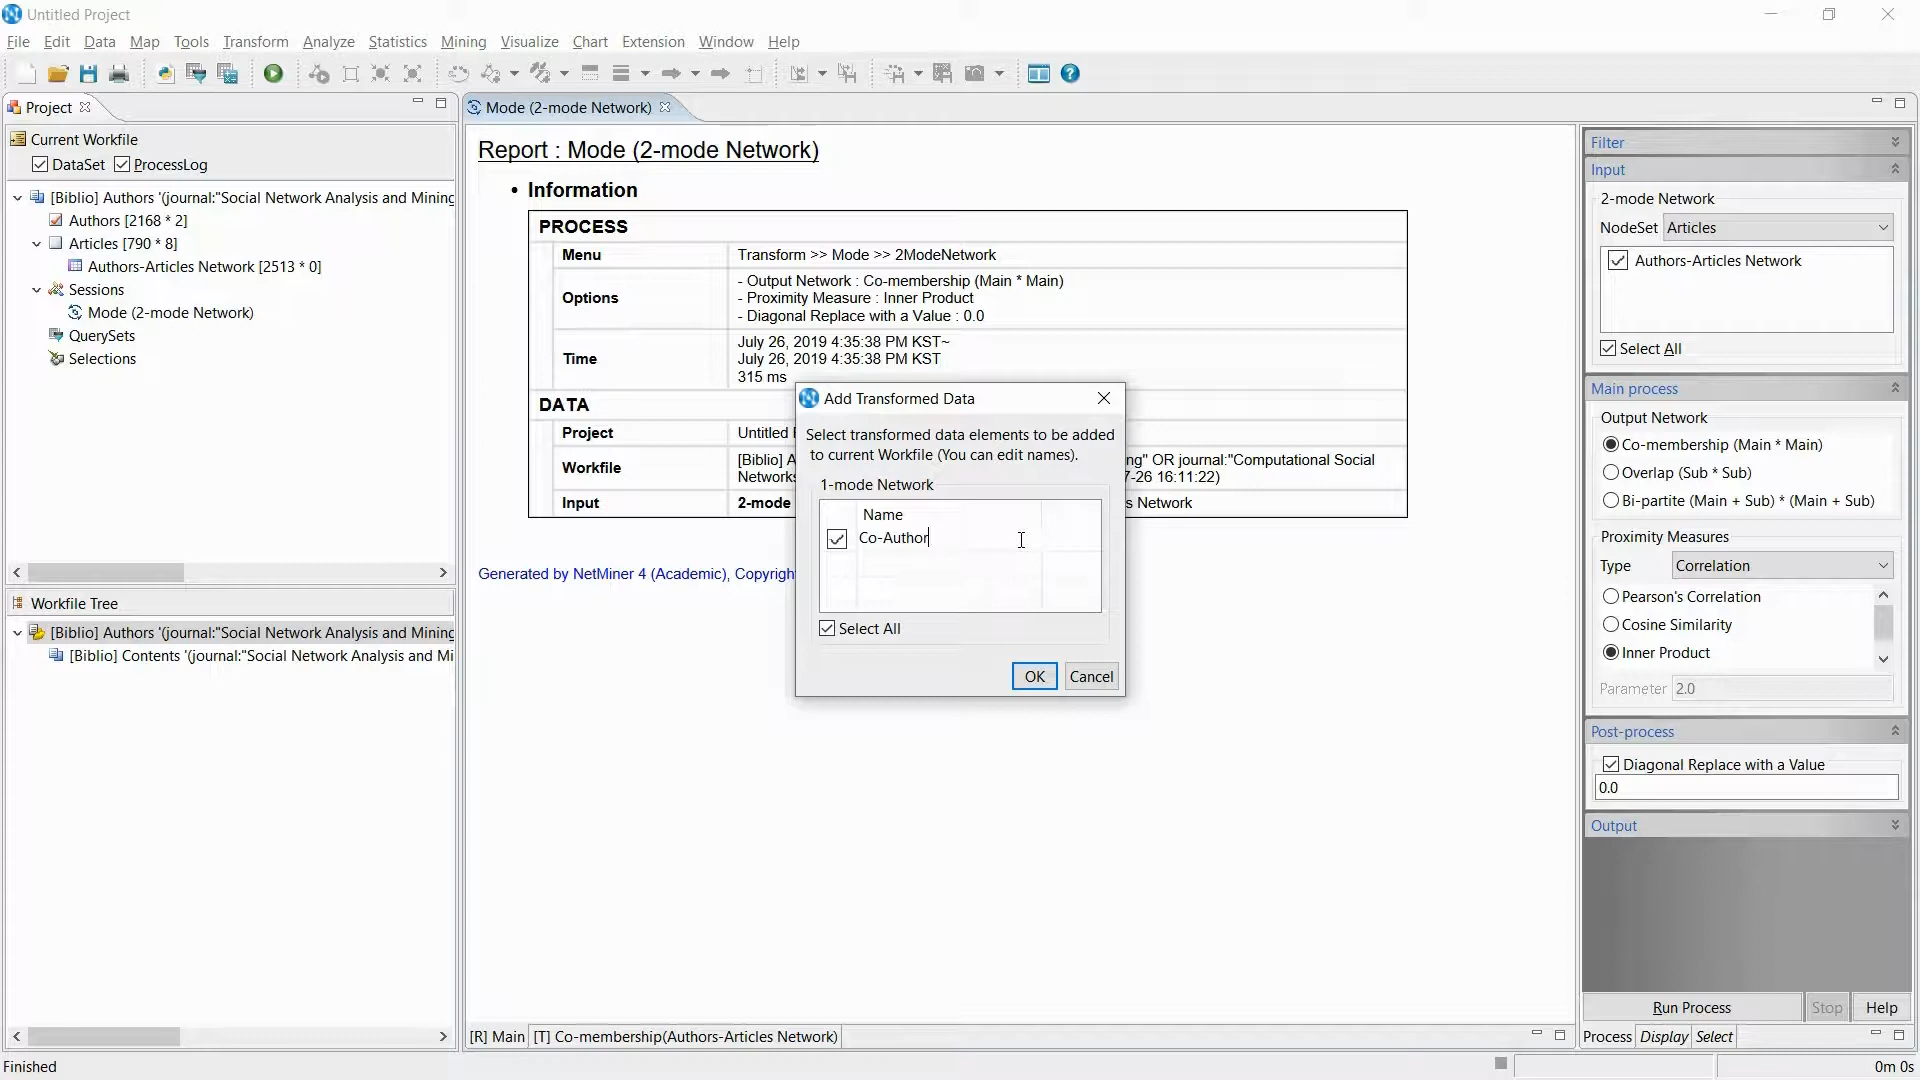 Untitled Project
File Edit Data Map Tools Transform Analyze Statistics Mining Visualize Chart Extension Window Help
Project
Current Workfile
DataSet ProcessLog
[Biblio] Authors '(journal:"Social Network Analysis and Mining
Authors [2168 * 2]
Articles [790 * 8]
Authors-Articles Network [2513 * 0]
Sessions
Mode (2-mode Network)
QuerySets
Selections
Workfile Tree
[Biblio] Authors '(journal:"Social Network Analysis and Mining
[Biblio] Contents '(journal:"Social Network Analysis and Mi
Finished
Mode (2-mode Network)
Report : Mode (2-mode Network)
• Information
PROCESS
Menu Transform >> Mode >> 2ModeNetwork
Options
- Output Network : Co-membership (Main * Main)
- Proximity Measure : Inner Product
- Diagonal Replace with a Value : 0.0
Time
July 26, 2019 4:35:38 PM KST~
July 26, 2019 4:35:38 PM KST
315 ms
DATA
Project Untitled
Workfile
[Biblio] A ng" OR journal:"Computational Social
Networks 7-26 16:11:22)
Input 2-mode s Network
Generated by NetMiner 4 (Academic), Copyrigh
Add Transformed Data
Select transformed data elements to be added
to current Workfile (You can edit names).
1-mode Network
Name
Co-Author
Select All
OK Cancel
[R] Main [T] Co-membership(Authors-Articles Network)
Filter
Input
2-mode Network
NodeSet Articles
Authors-Articles Network
Select All
Main process
Output Network
Co-membership (Main * Main)
Overlap (Sub * Sub)
Bi-partite (Main + Sub) * (Main + Sub)
Proximity Measures
Type Correlation
Pearson's Correlation
Cosine Similarity
Inner Product
Parameter 2.0
Post-process
Diagonal Replace with a Value
0.0
Output
Run Process Stop Help
Process Display Select
0m 0s